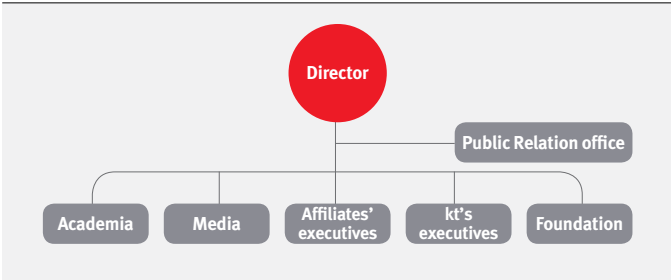 Director
Public Relation office
Academia
Media
Affiliates'
executives
kt's
executives
Foundation